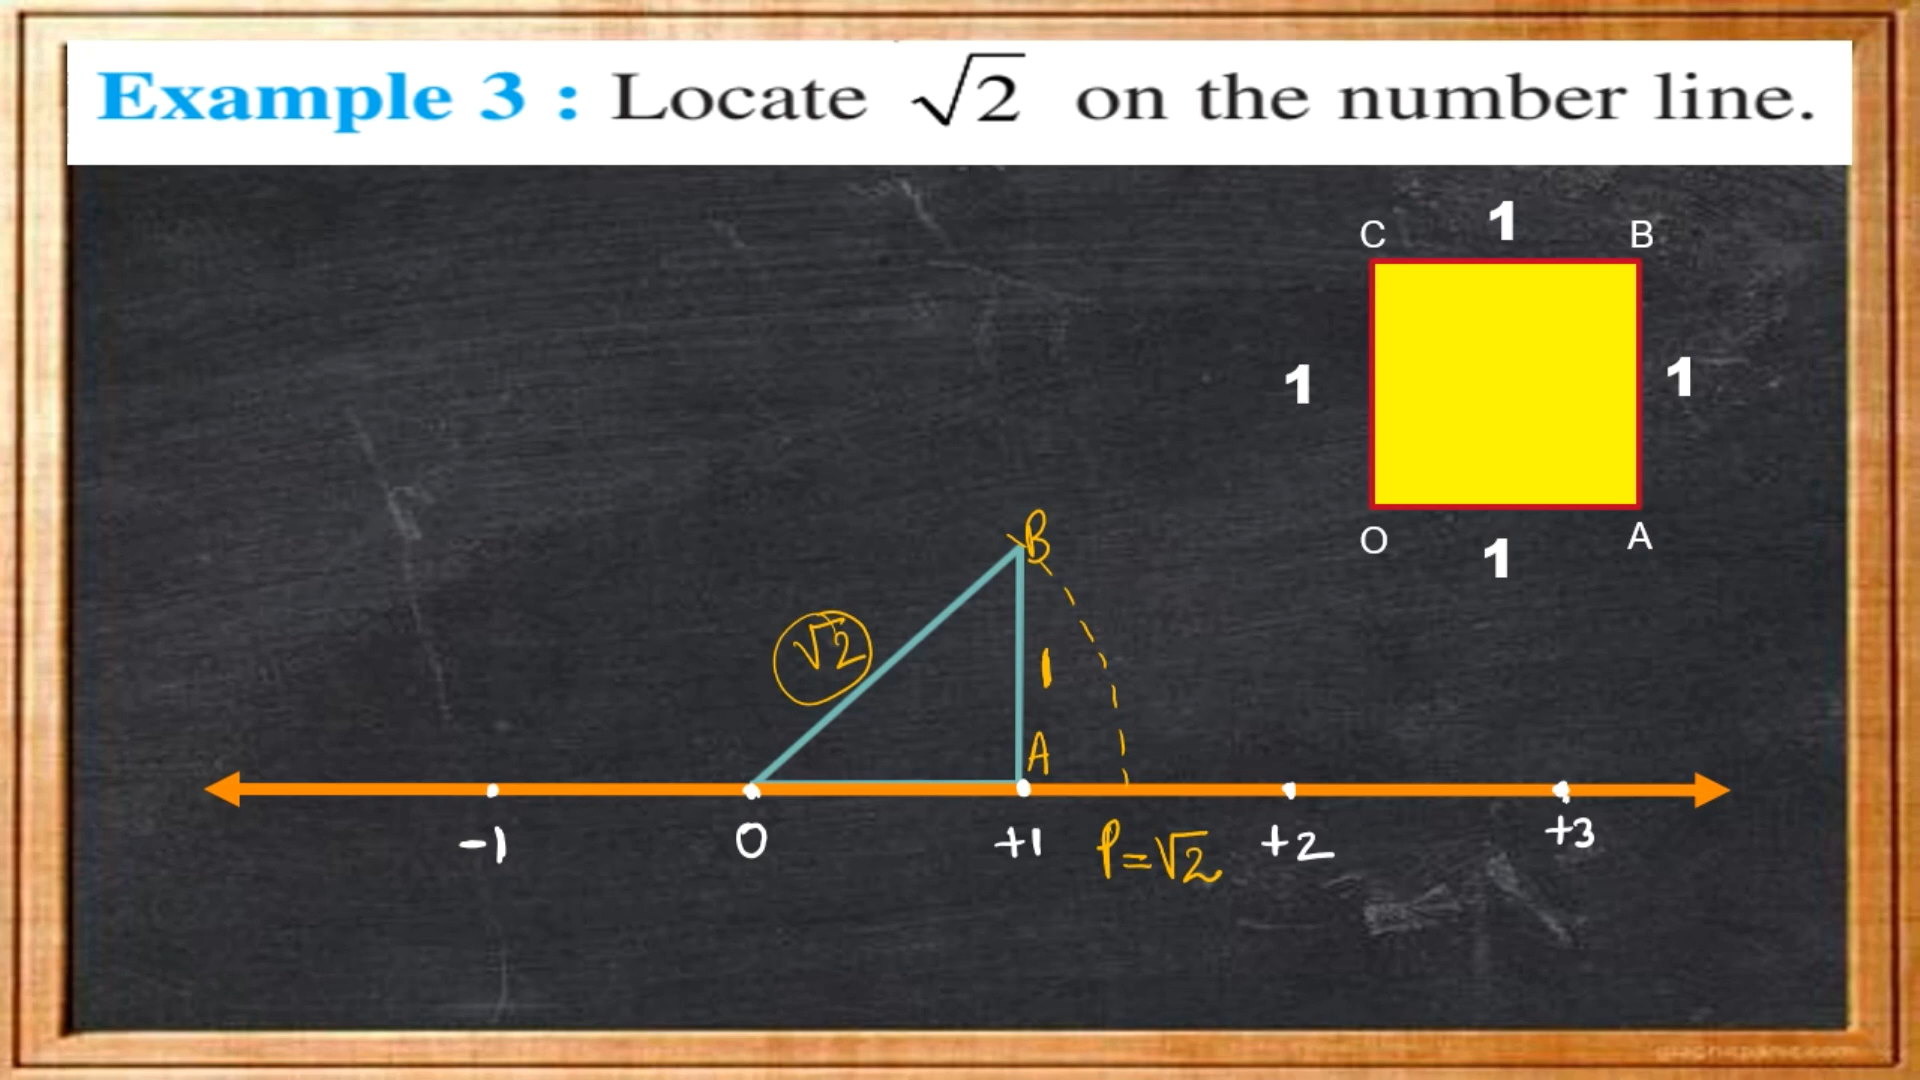 Example 3 : Locate √2 on the number line.
C 1 B
1 1
O 1 A
B
√2
1
A
-1 0 +1 P=√2 +2 +3